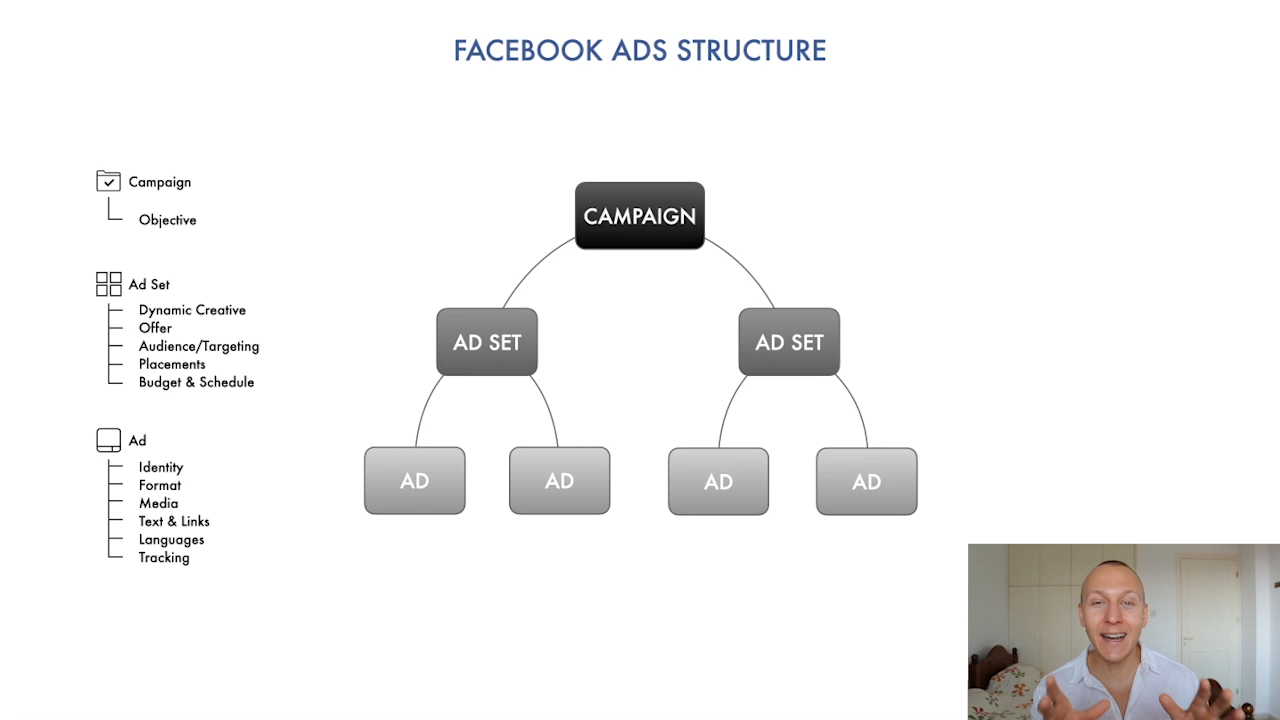 FACEBOOK ADS STRUCTURE
Campaign
Objective
Ad Set
Dynamic Creative
Offer
Audience/Targeting
Placements
Budget & Schedule
Ad
Identity
Format
Media
Text & Links
Languages
Tracking
CAMPAIGN
AD SET
AD SET
AD
AD
AD
AD